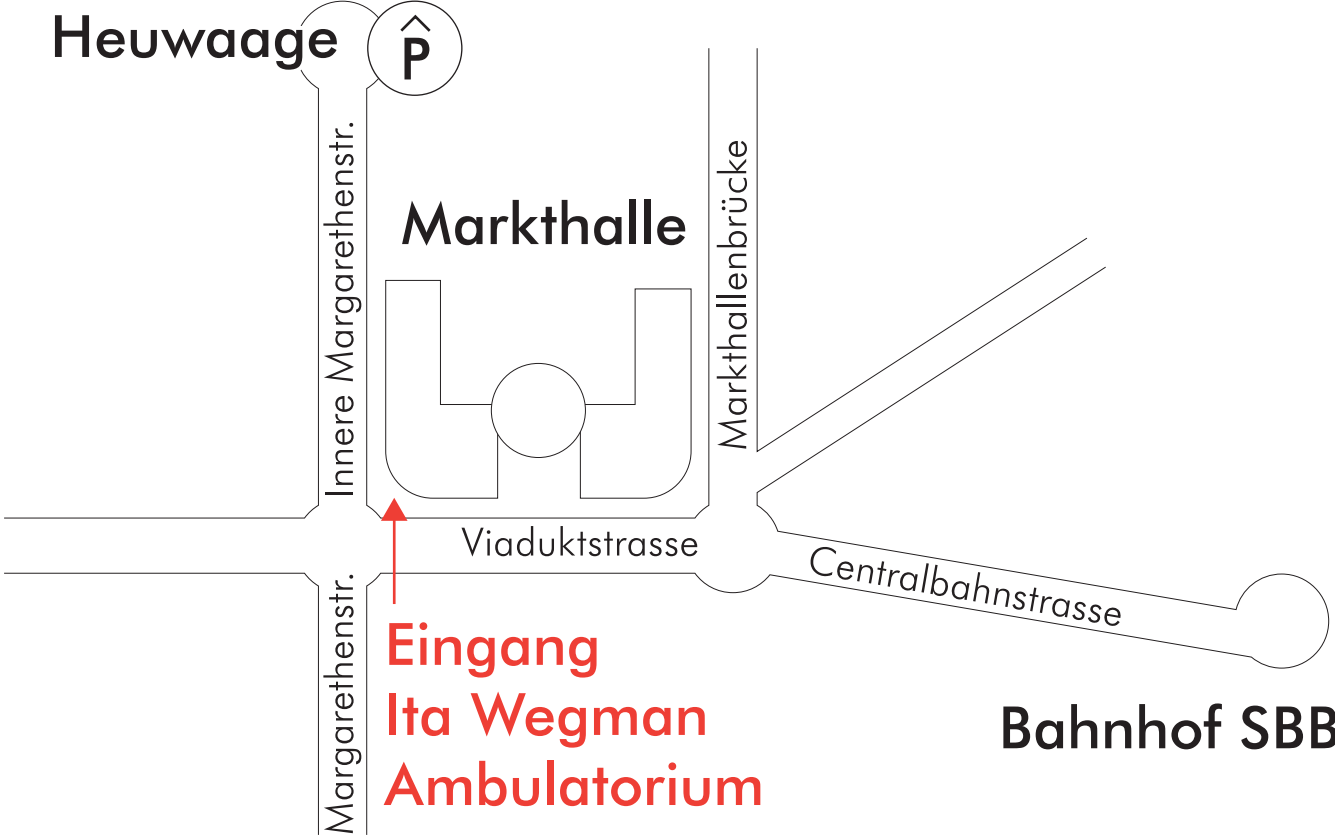 Heuwaage
P
Innere Margarethenstr.
Markthalle
Markthallenbrücke
Viaduktstrasse
Centralbahnstrasse
Margarethenstr.
Eingang
Ita Wegman
Ambulatorium
Bahnhof SBB